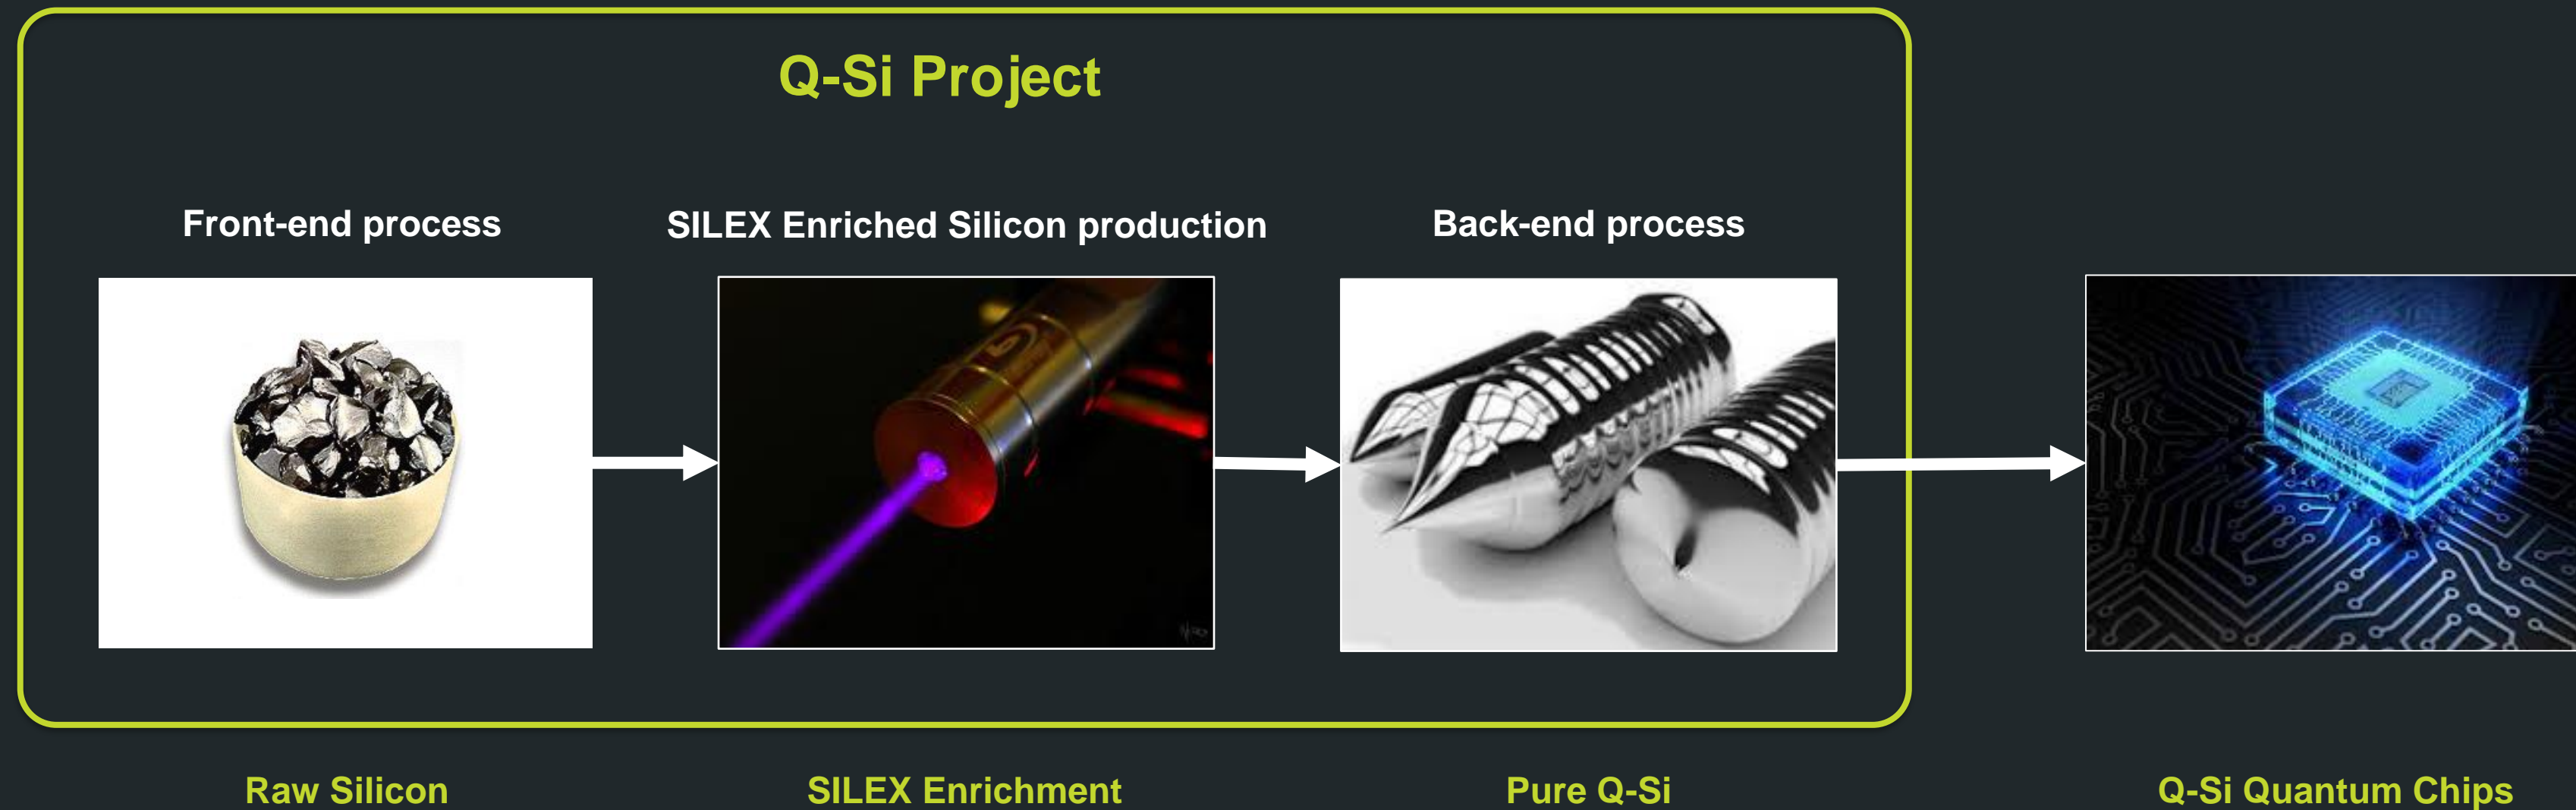 Q-Si Project
Front-end process
SILEX Enriched Silicon production
Back-end process
Raw Silicon
SILEX Enrichment
Pure Q-Si
Q-Si Quantum Chips